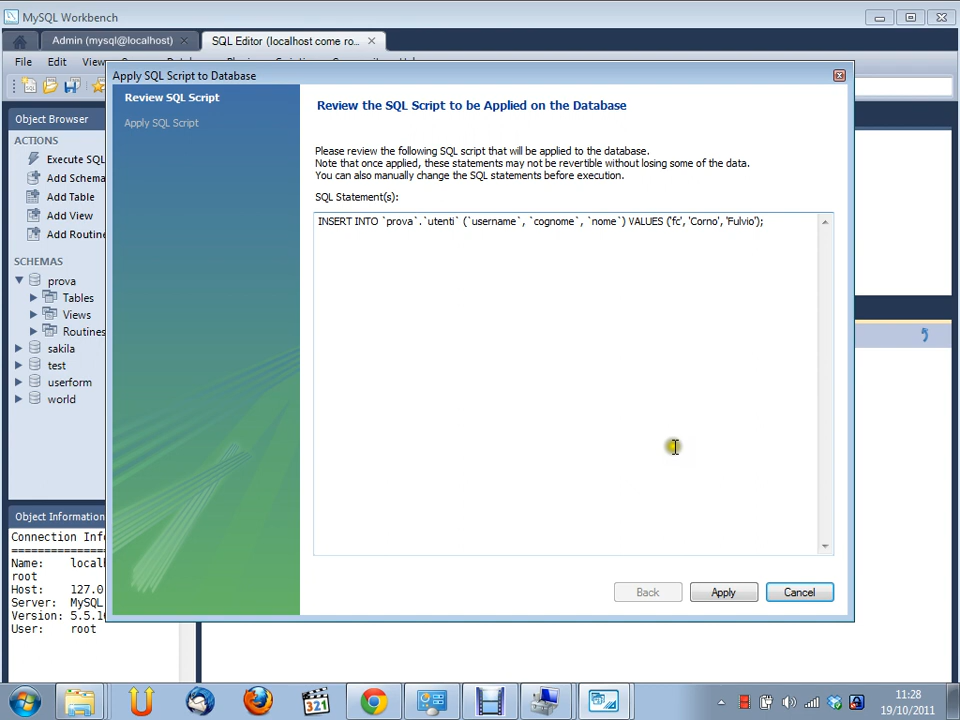 MySQL Workbench
Admin (mysql@localhost)
SQL Editor (localhost come ro...
File Edit View
Apply SQL Script to Database
Review SQL Script
Apply SQL Script
Review the SQL Script to be Applied on the Database
Please review the following SQL script that will be applied to the database.
Note that once applied, these statements may not be revertible without losing some of the data.
You can also manually change the SQL statements before execution.
SQL Statement(s):
INSERT INTO `prova`.`utenti` (`username`, `cognome`, `nome`) VALUES ('fc', 'Corno', 'Fulvio');
Back
Apply
Cancel
Object Browser
ACTIONS
Execute SQL
Add Schema
Add Table
Add View
Add Routine
SCHEMAS
prova
Tables
Views
Routines
sakila
test
userform
world
Object Information
Connection Info
==============
Name:
root
Host: 127.0
Server: MySQL
Version: 5.5.16
User: root
321
11:28
19/10/2011